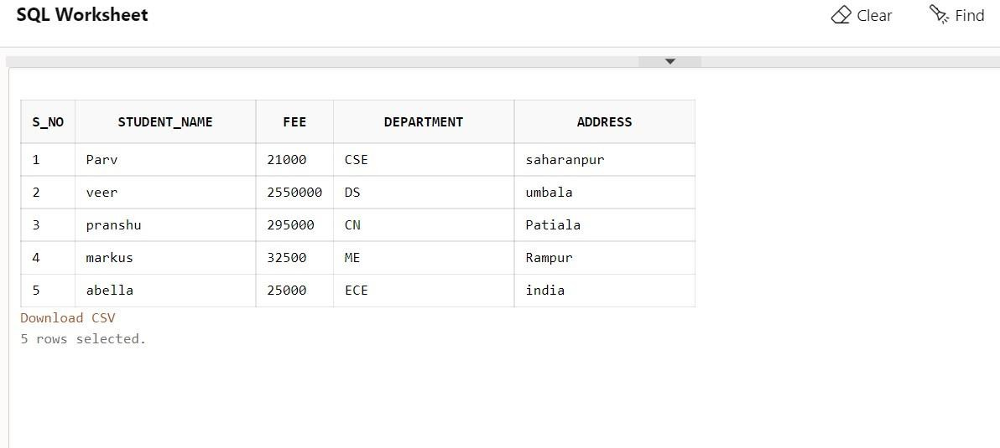 SQL Worksheet Clear Find
S_NO STUDENT_NAME FEE DEPARTMENT ADDRESS
1 Parv 21000 CSE saharanpur
2 veer 2550000 DS umbala
3 pranshu 295000 CN Patiala
4 markus 32500 ME Rampur
5 abella 25000 ECE india
Download CSV
5 rows selected.